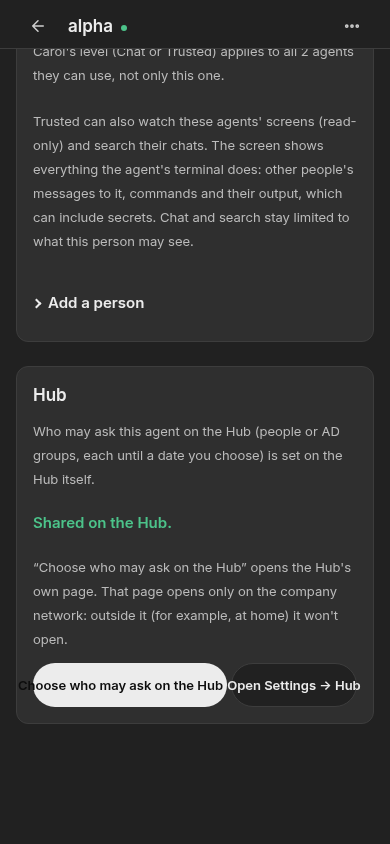 alpha
Carol's level (Chat or Trusted) applies to all 2 agents
they can use, not only this one.
Trusted can also watch these agents' screens (read-
only) and search their chats. The screen shows
everything the agent's terminal does: other people's
messages to it, commands and their output, which
can include secrets. Chat and search stay limited to
what this person may see.
Add a person
Hub
Who may ask this agent on the Hub (people or AD
groups, each until a date you choose) is set on the
Hub itself.
Shared on the Hub.
“Choose who may ask on the Hub” opens the Hub's
own page. That page opens only on the company
network: outside it (for example, at home) it won't
open.
Choose who may ask on the Hub
Open Settings → Hub